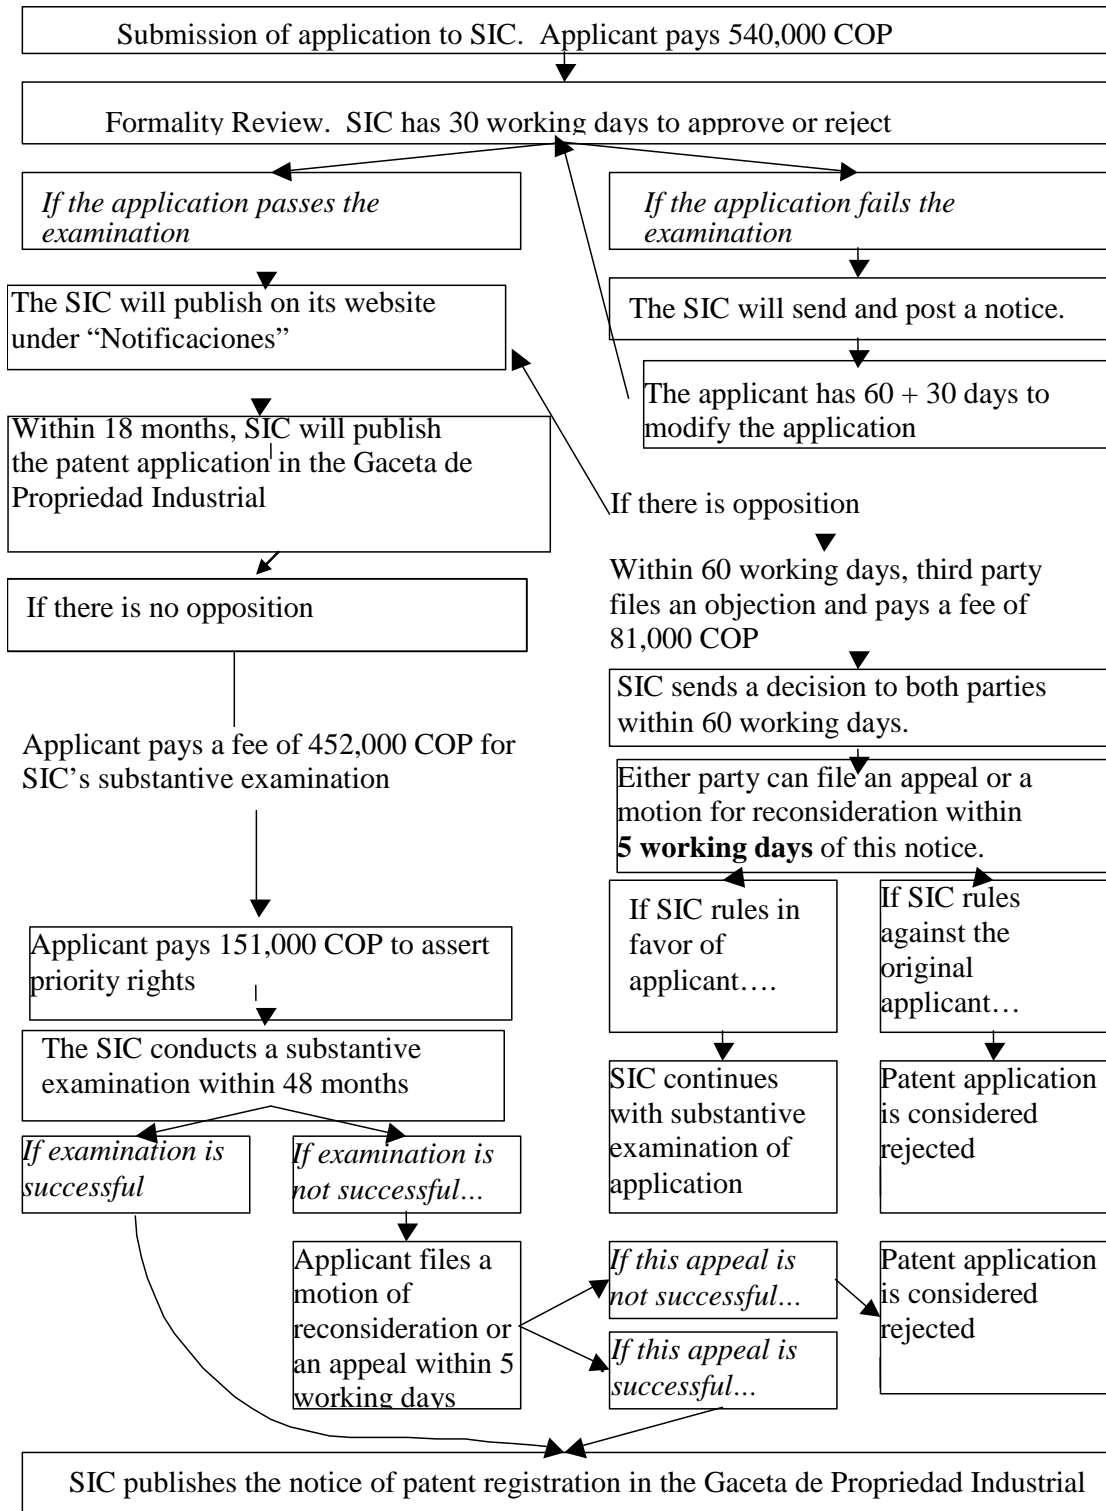 Submission of application to SIC.  Applicant pays 540,000 COP
Formality Review.  SIC has 30 working days to approve or reject
If the application passes the
examination
If the application fails the
examination
The SIC will publish on its website
under “Notificaciones”
The SIC will send and post a notice.
The applicant has 60 + 30 days to
modify the application
Within 18 months, SIC will publish
the patent application in the Gaceta de
Propriedad Industrial
If there is opposition
Within 60 working days, third party
files an objection and pays a fee of
81,000 COP
If there is no opposition
SIC sends a decision to both parties
within 60 working days.
Applicant pays a fee of 452,000 COP for
SIC’s substantive examination
Either party can file an appeal or a
motion for reconsideration within
5 working days of this notice.
If SIC rules in
favor of
applicant….
If SIC rules
against the
original
applicant…
Applicant pays 151,000 COP to assert
priority rights
The SIC conducts a substantive
examination within 48 months
SIC continues
with substantive
examination of
application
Patent application
is considered
rejected
If examination is
successful
If examination is
not successful…
Applicant files a
motion of
reconsideration or
an appeal within 5
working days
If this appeal is
not successful…
Patent application
is considered
rejected
If this appeal is
successful…
SIC publishes the notice of patent registration in the Gaceta de Propriedad Industrial